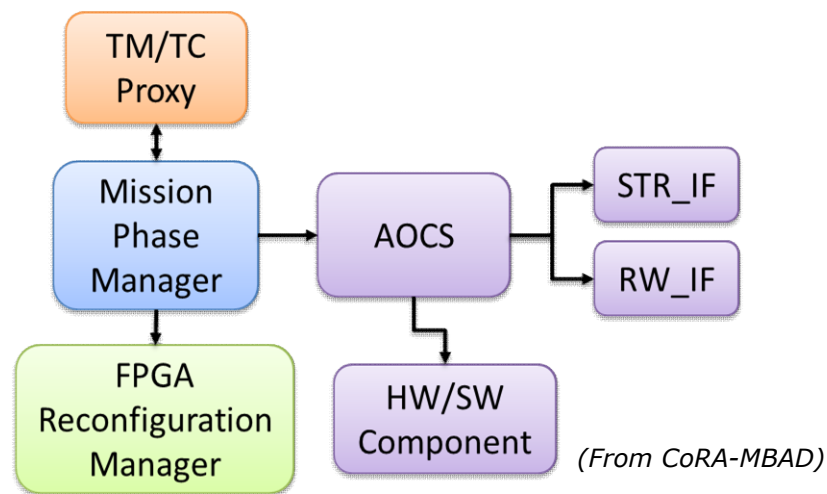 TM/TC
Proxy
Mission
Phase
Manager
AOCS
STR_IF
RW_IF
FPGA
Reconfiguration
Manager
HW/SW
Component
(From CoRA-MBAD)